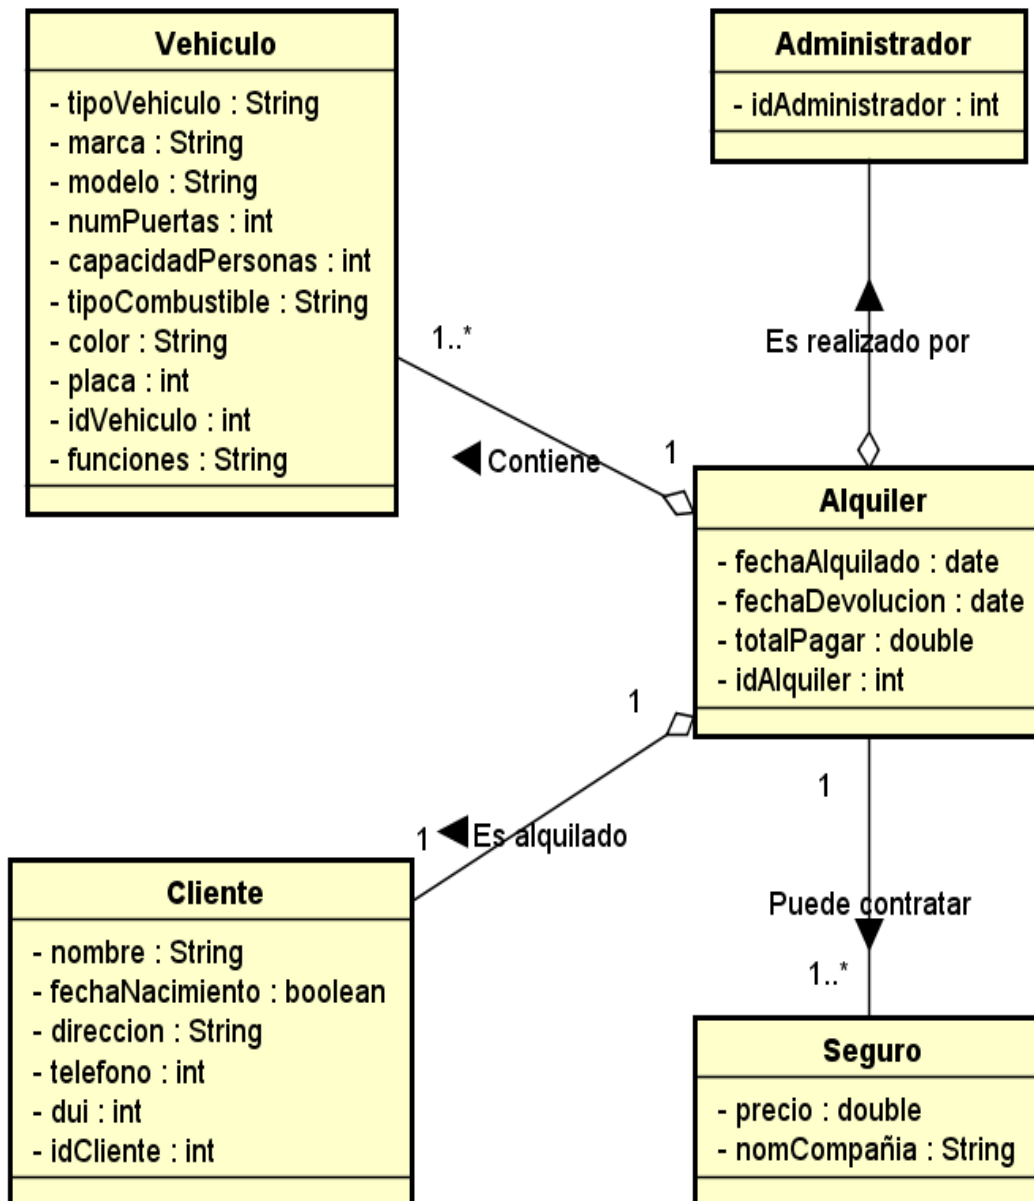 Vehiculo
- tipoVehiculo : String
- marca : String
- modelo : String
- numPuertas : int
- capacidadPersonas : int
- tipoCombustible : String
- color : String
- placa : int
- idVehiculo : int
- funciones : String
Administrador
- idAdministrador : int
1..*
Es realizado por
1
Contiene
Alquiler
- fechaAlquilado : date
- fechaDevolucion : date
- totalPagar : double
- idAlquiler : int
1
1
Es alquilado
1
Puede contratar
1..*
Cliente
- nombre : String
- fechaNacimiento : boolean
- direccion : String
- telefono : int
- dui : int
- idCliente : int
Seguro
- precio : double
- nomCompañia : String